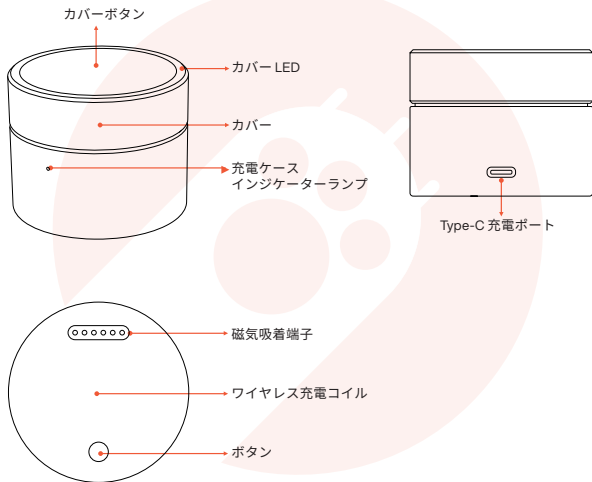 カバーボタン
カバー LED
カバー
充電ケース
インジケーターランプ
Type-C 充電ポート
磁気吸着端子
ワイヤレス充電コイル
ボタン